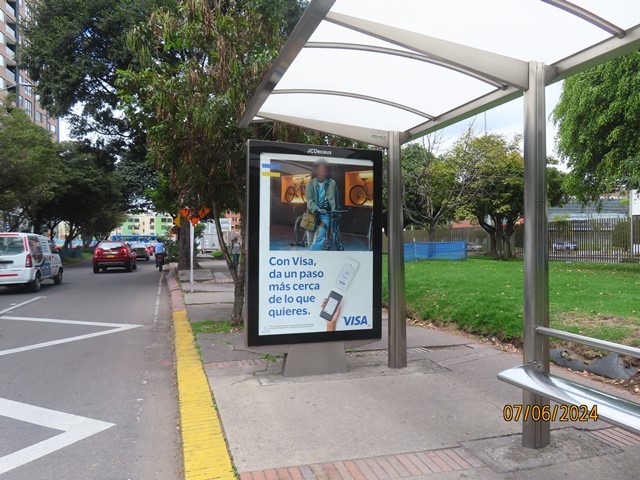 JCDecaux
Con Visa,
da un paso
más cerca
de lo que
quieres.
VISA
07/06/2024